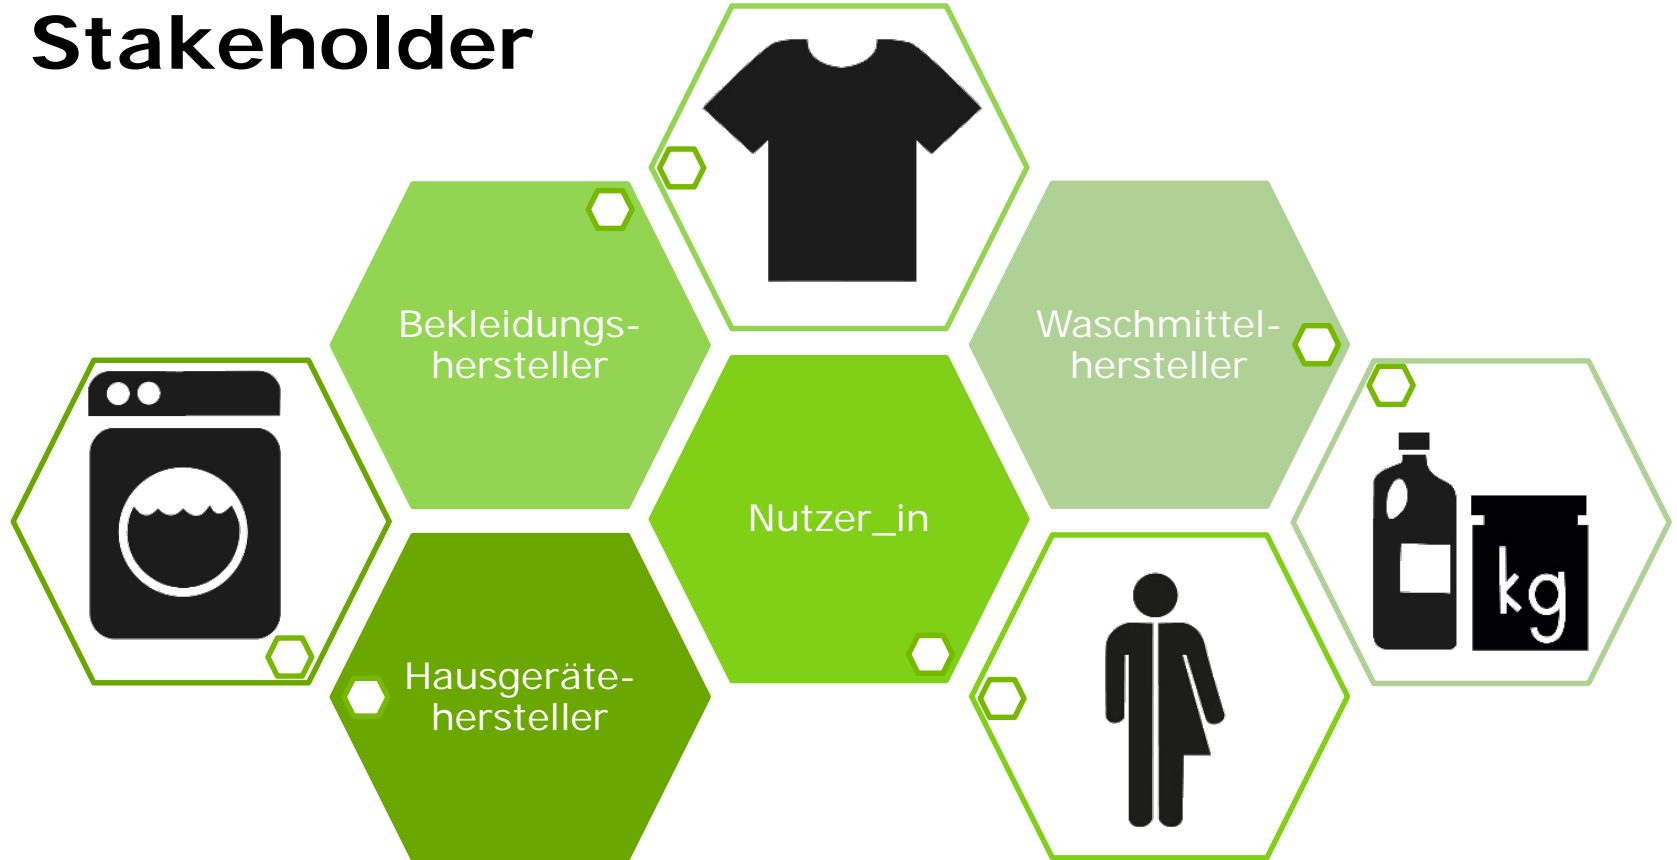 Stakeholder
Bekleidungs-
hersteller
Waschmittel-
hersteller
Nutzer_in
kg
Hausgeräte-
hersteller